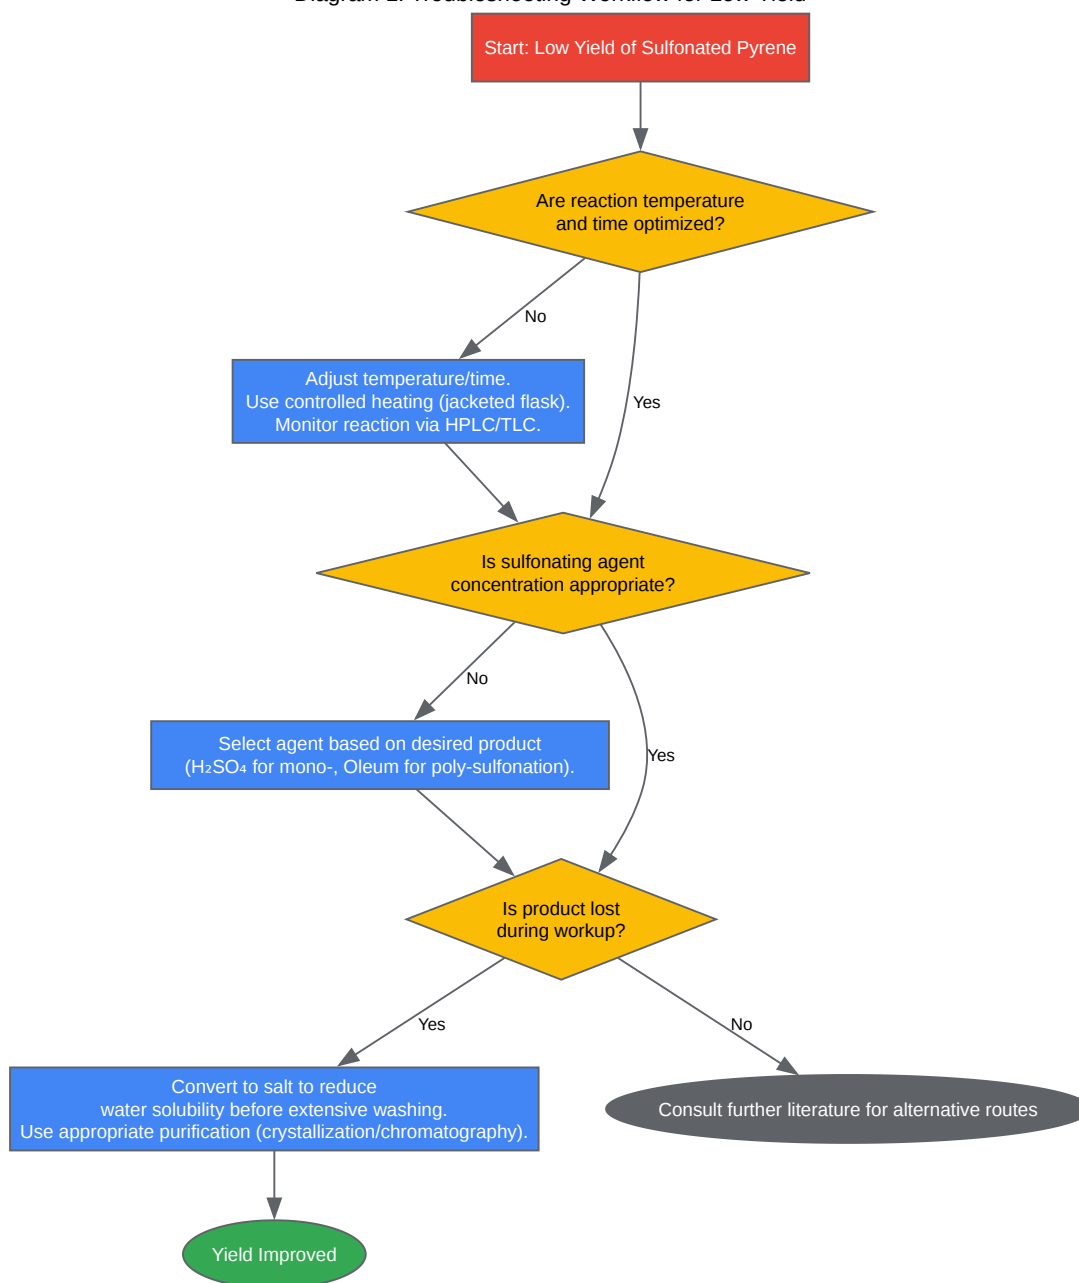 Start: Low Yield of Sulfonated Pyrene
Are reaction temperature
and time optimized?
No
Yes
Adjust temperature/time.
Use controlled heating (jacketed flask).
Monitor reaction via HPLC/TLC.
Is sulfonating agent
concentration appropriate?
No
Yes
Select agent based on desired product
(H₂SO₄ for mono-, Oleum for poly-sulfonation).
Is product lost
during workup?
Yes
No
Convert to salt to reduce
water solubility before extensive washing.
Use appropriate purification (crystallization/chromatography).
Consult further literature for alternative routes
Yield Improved